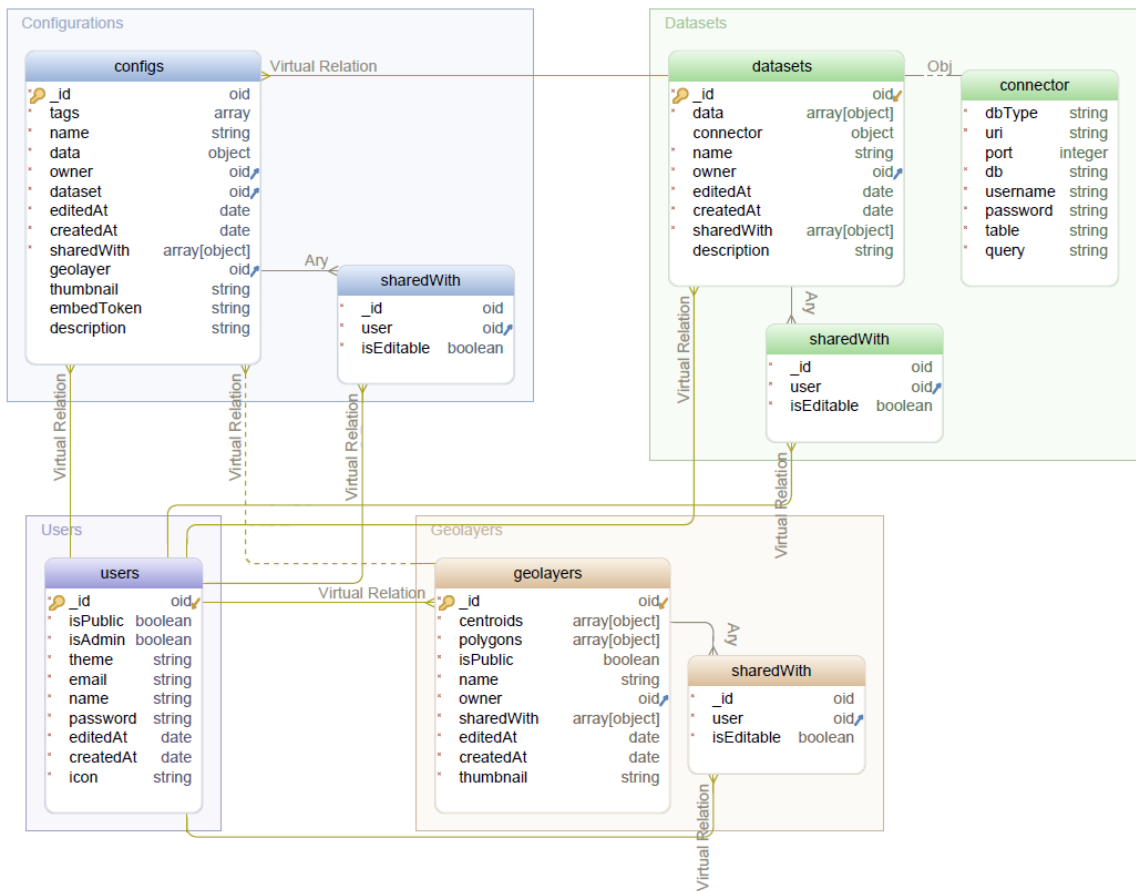 Configurations
configs
_id oid
* tags array
* name string
* data object
* owner oid
* dataset oid
* editedAt date
* createdAt date
* sharedWith array[object]
geolayer oid
thumbnail string
embedToken string
description string
Ary
sharedWith
* _id oid
* user oid
* isEditable boolean
Virtual Relation
Datasets
datasets
_id oid
* data array[object]
connector object
* name string
* owner oid
* editedAt date
* createdAt date
* sharedWith array[object]
description string
Obj
connector
* dbType string
* uri string
port integer
* db string
* username string
* password string
* table string
* query string
Ary
sharedWith
* _id oid
* user oid
* isEditable boolean
Virtual Relation
Virtual Relation
Virtual Relation
Virtual Relation
Virtual Relation
Users
users
* _id oid
* isPublic boolean
* isAdmin boolean
* theme string
* email string
* name string
* password string
* editedAt date
* createdAt date
* icon string
Virtual Relation
Geolayers
geolayers
* _id oid
* centroids array[object]
* polygons array[object]
* isPublic boolean
* name string
* owner oid
* sharedWith array[object]
* editedAt date
* createdAt date
* thumbnail string
Ary
sharedWith
* _id oid
* user oid
* isEditable boolean
Virtual Relation